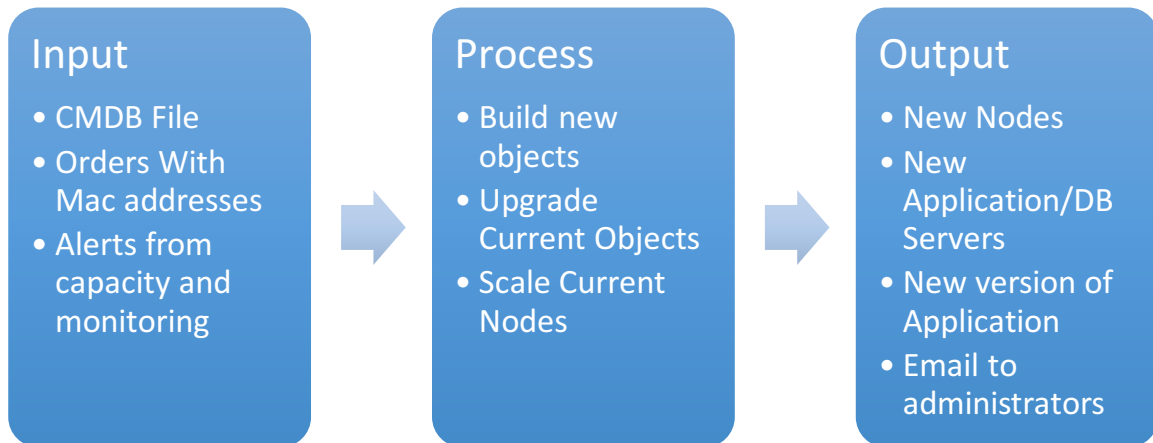 Input
• CMDB File
• Orders With
Mac addresses
• Alerts from
capacity and
monitoring
Process
• Build new
objects
• Upgrade
Current Objects
• Scale Current
Nodes
Output
• New Nodes
• New
Application/DB
Servers
• New version of
Application
• Email to
administrators